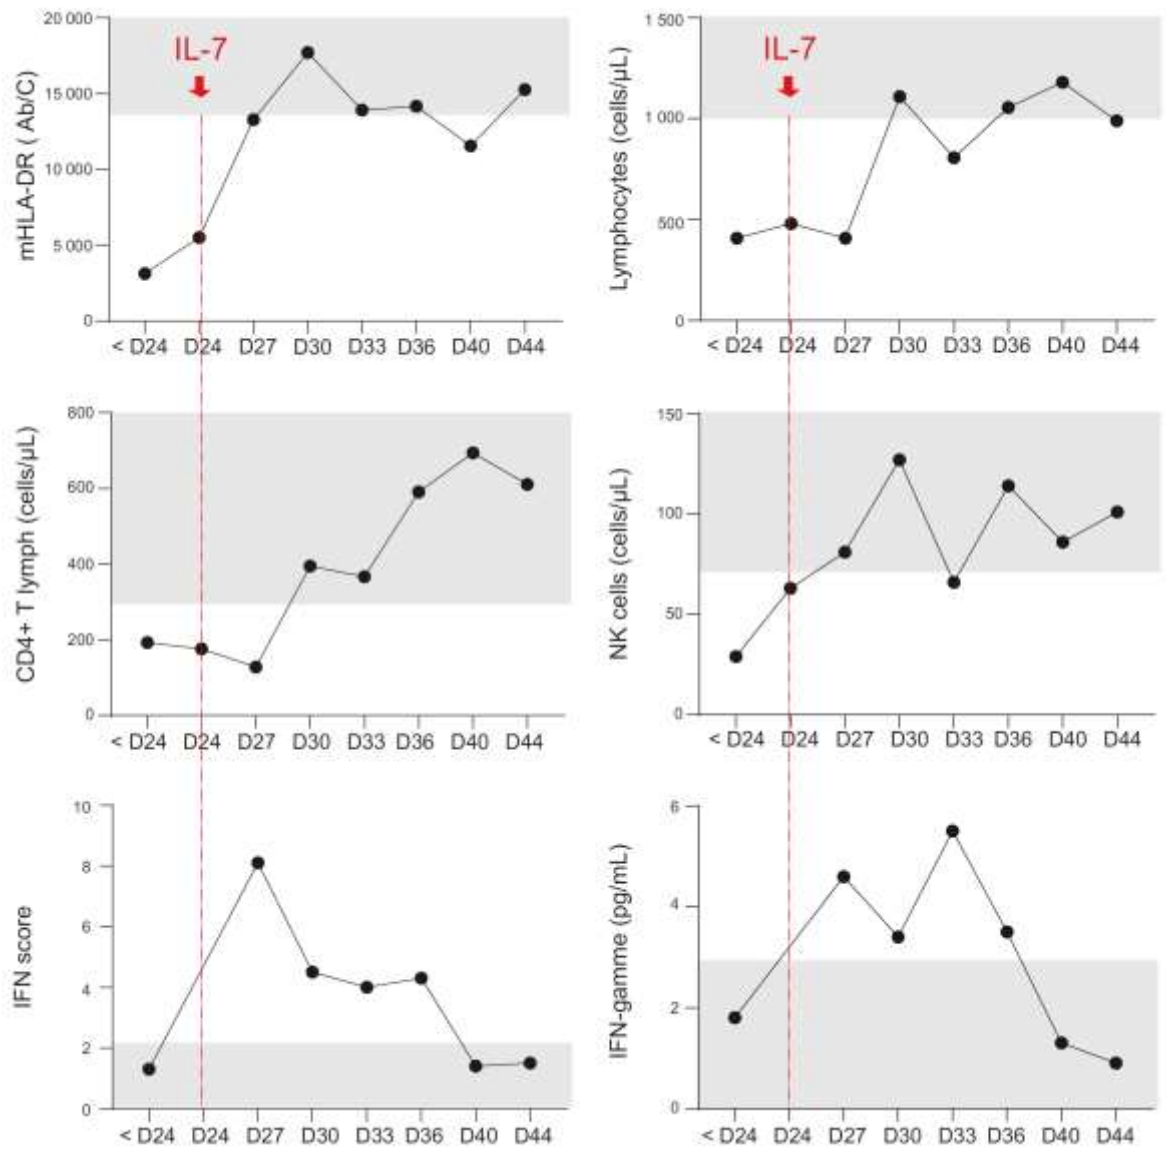 mHLA-DR ( Ab/C)
20 000
15 000
10 000
5 000
0
IL-7
< D24 D24 D27 D30 D33 D36 D40 D44
Lymphocytes (cells/µL)
1 500
1 000
500
0
IL-7
< D24 D24 D27 D30 D33 D36 D40 D44
CD4+ T lymph (cells/µL)
800
600
400
200
0
< D24 D24 D27 D30 D33 D36 D40 D44
NK cells (cells/µL)
150
100
50
0
< D24 D24 D27 D30 D33 D36 D40 D44
IFN score
10
8
6
4
2
0
< D24 D24 D27 D30 D33 D36 D40 D44
IFN-gamme (pg/mL)
6
4
2
0
< D24 D24 D27 D30 D33 D36 D40 D44